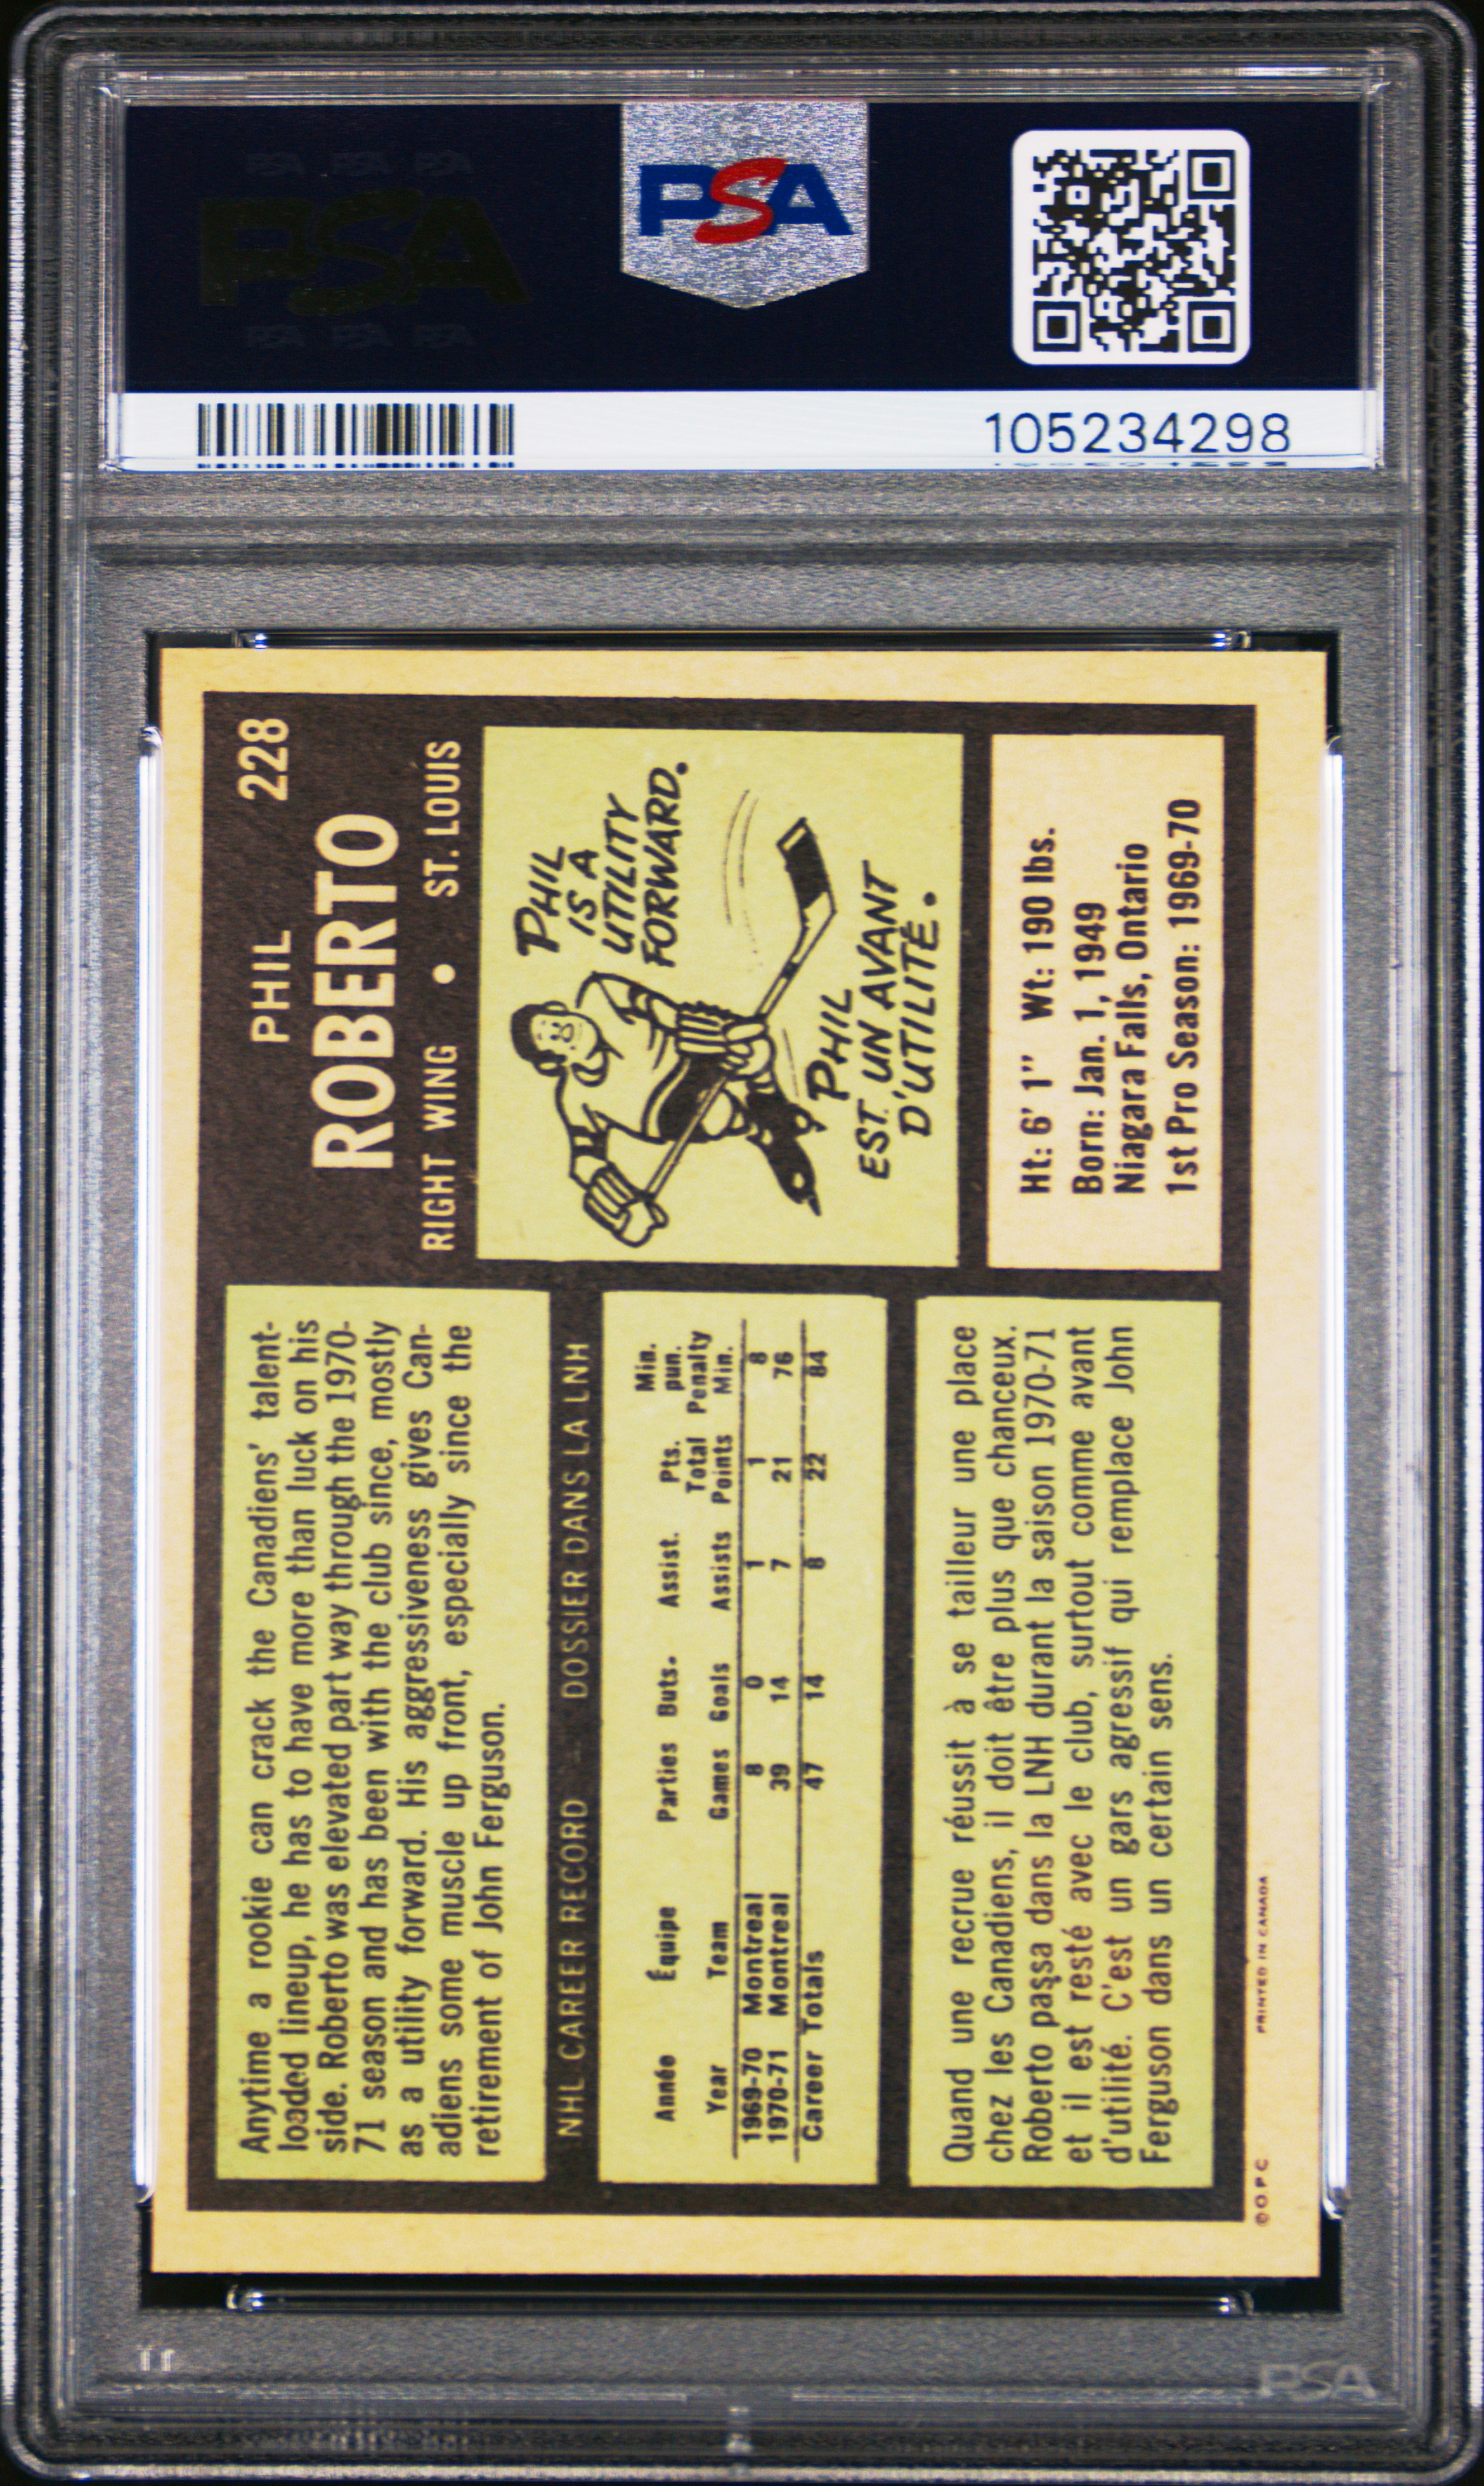 PSA
105234298
PHIL 228
ROBERTO
RIGHT WING • ST. LOUIS
PHIL
IS A
UTILITY
FORWARD.
PHIL
EST UN AVANT
D'UTILITÉ.
Ht: 6' 1" Wt: 190 lbs.
Born: Jan. 1, 1949
Niagara Falls, Ontario
1st Pro Season: 1969-70
Anytime a rookie can crack the Canadiens' talent-
loaded lineup, he has to have more than luck on his
side. Roberto was elevated part way through the 1970-
71 season and has been with the club since, mostly
as a utility forward. His aggressiveness gives Can-
adiens some muscle up front, especially since the
retirement of John Ferguson.
NHL CAREER RECORD — DOSSIER DANS LA LNH
Min.
Pts. pun.
Année Équipe Parties Buts. Assist. Total Penalty
Year Team Games Goals Assists Points Min.
1969-70 Montreal 8 0 1 1 8
1970-71 Montreal 39 14 7 21 76
Career Totals 47 14 8 22 84
Quand une recrue réussit à se tailleur une place
chez les Canadiens, il doit être plus que chanceux.
Roberto passa dans la LNH durant la saison 1970-71
et il est resté avec le club, surtout comme avant
d'utilité. C'est un gars agressif qui remplace John
Ferguson dans un certain sens.
© O.P.C PRINTED IN CANADA
PSA